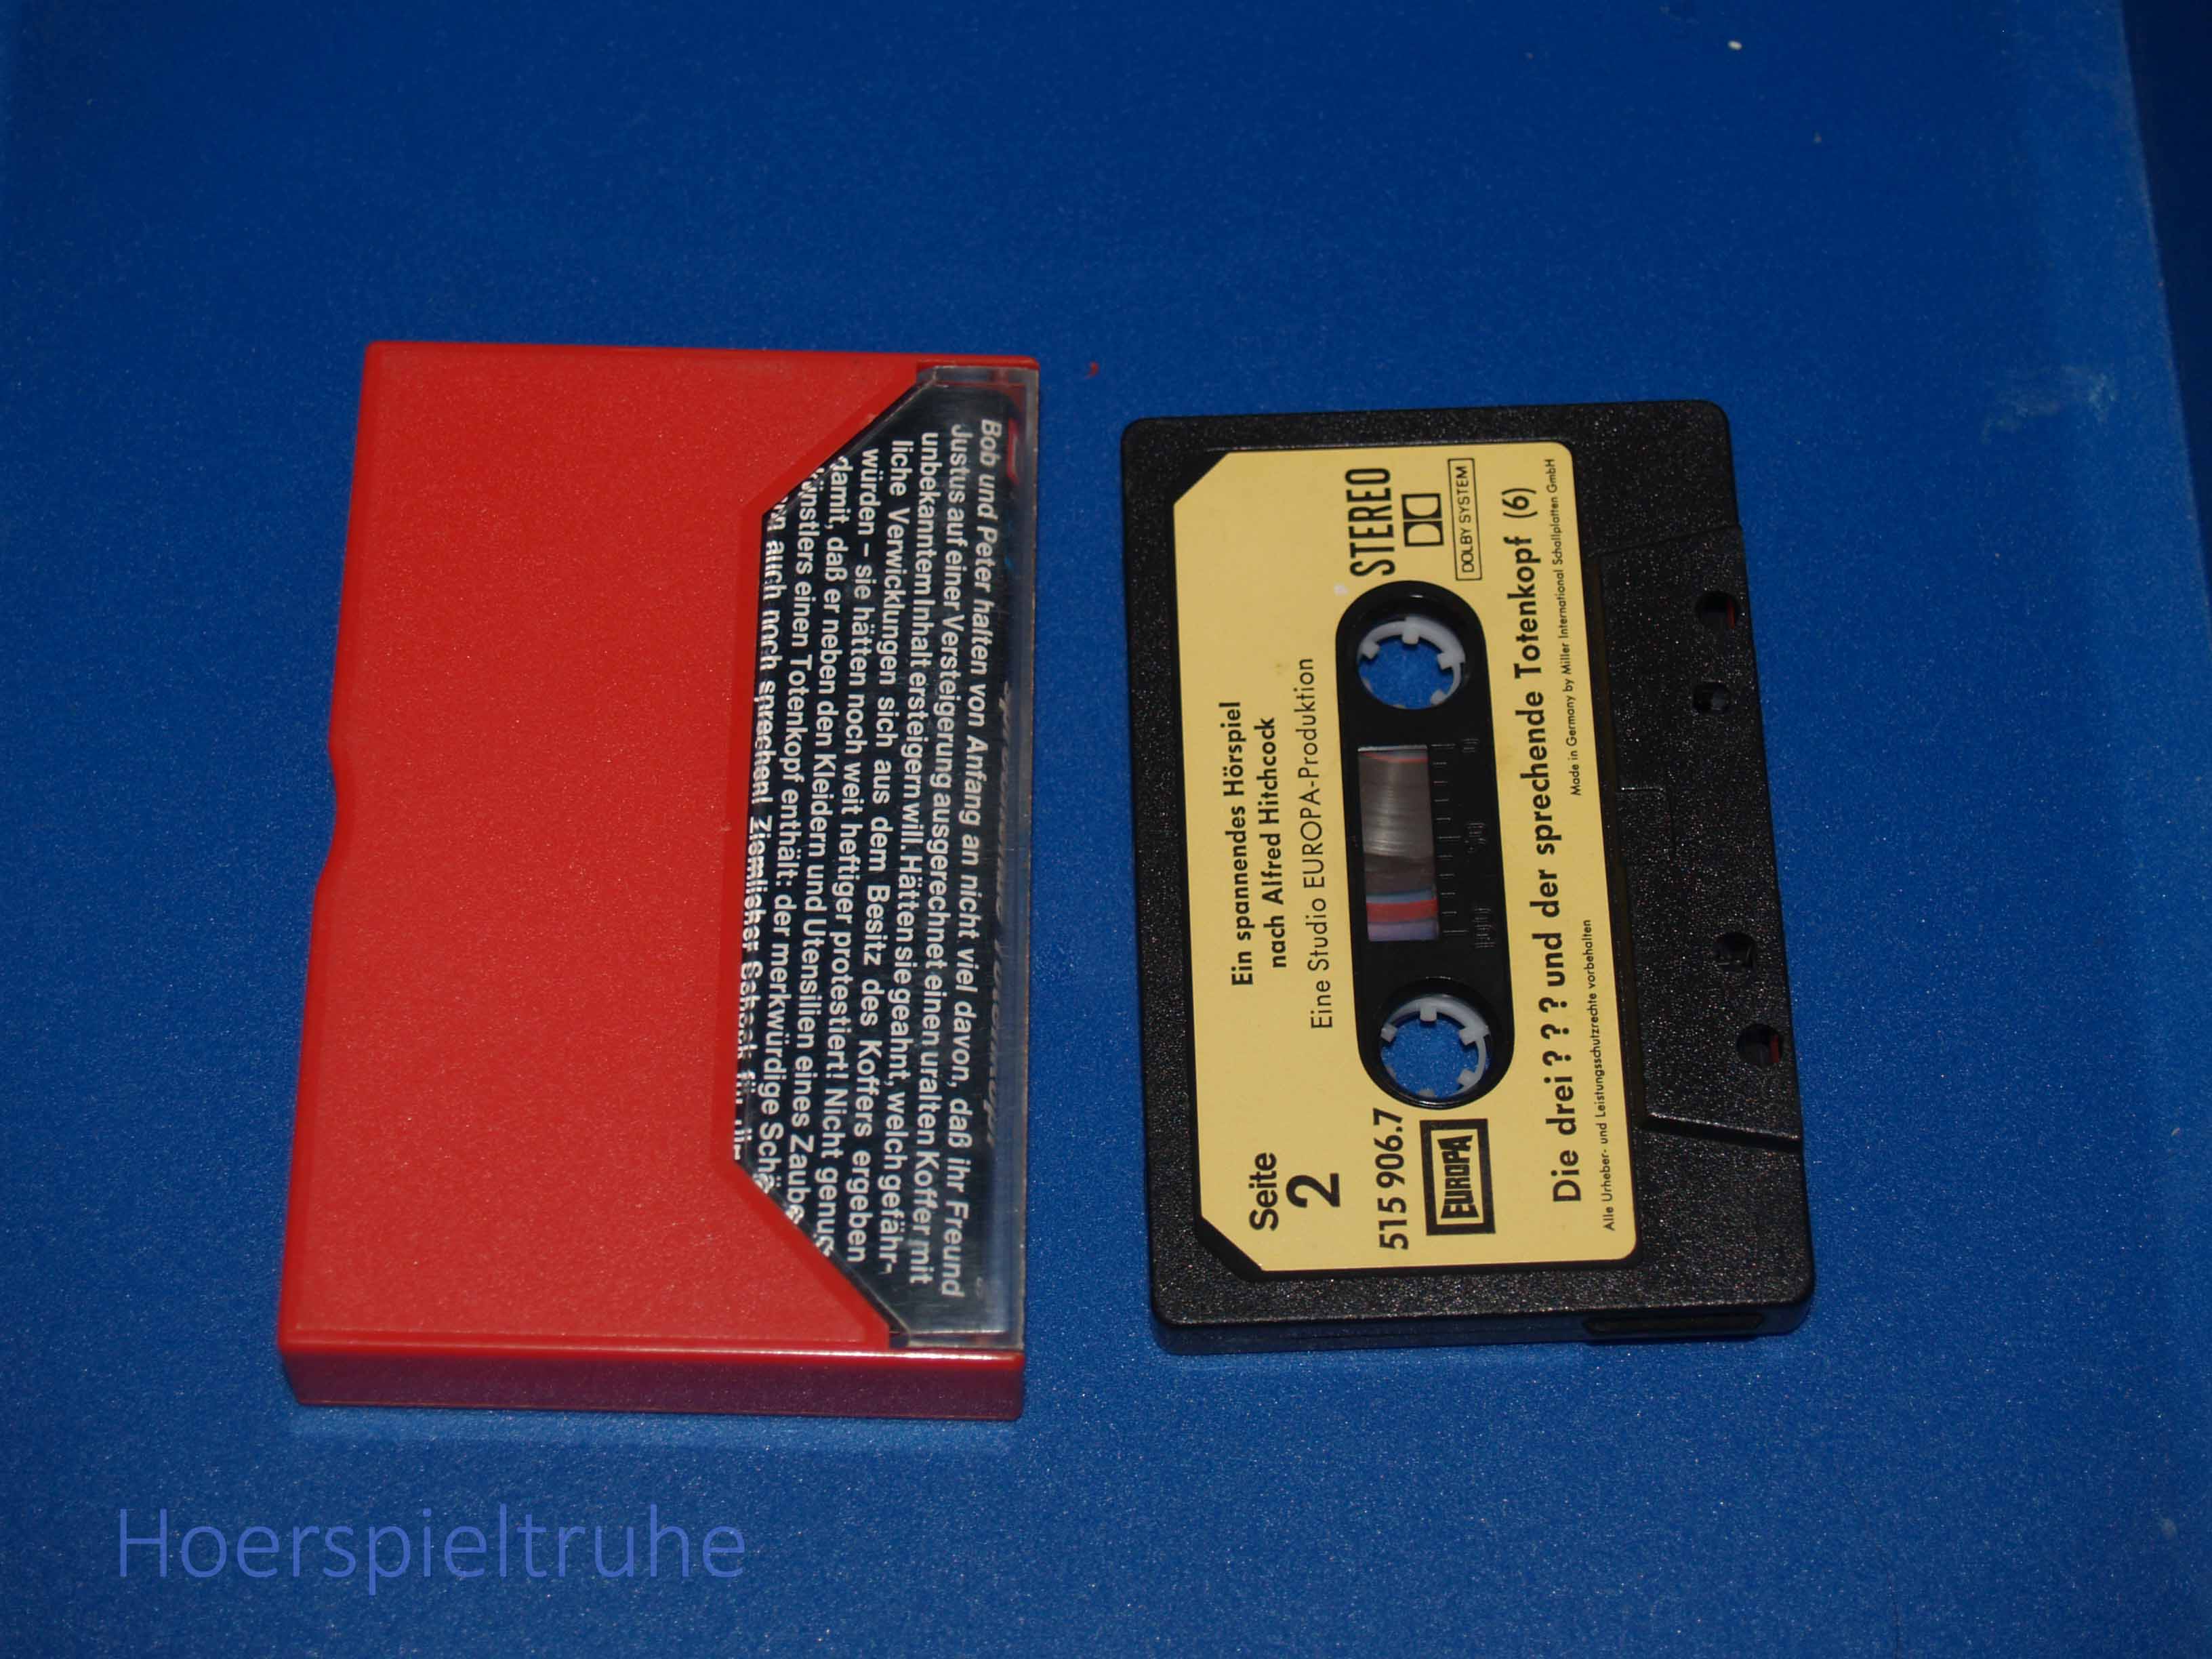 Bob und Peter halten von Anfang an nicht viel davon, daß ihr Freund
Justus auf einer Versteigerung ausgerechnet einen uralten Koffer mit
unbekanntem Inhalt ersteigern will. Hätten sie geahnt, welch gefähr-
liche Verwicklungen sich aus dem Besitz des Koffers ergeben
würden – sie hätten noch weit heftiger protestiert! Nicht genug
damit, daß er neben den Kleidern und Utensilien eines Zaube
künstlers einen Totenkopf enthält: der merkwürdige Schä
auch noch sprechen! Ziemlicher Schock für die
Ein spannendes Hörspiel
nach Alfred Hitchcock
Eine Studio EUROPA-Produktion
Seite
2
STEREO
DOLBY SYSTEM
515 906.7
EUROPA
Die drei ? ? ? und der sprechende Totenkopf (6)
Alle Urheber- und Leistungsschutzrechte vorbehalten
Made in Germany by Miller International Schallplatten GmbH
Hoerspieltruhe